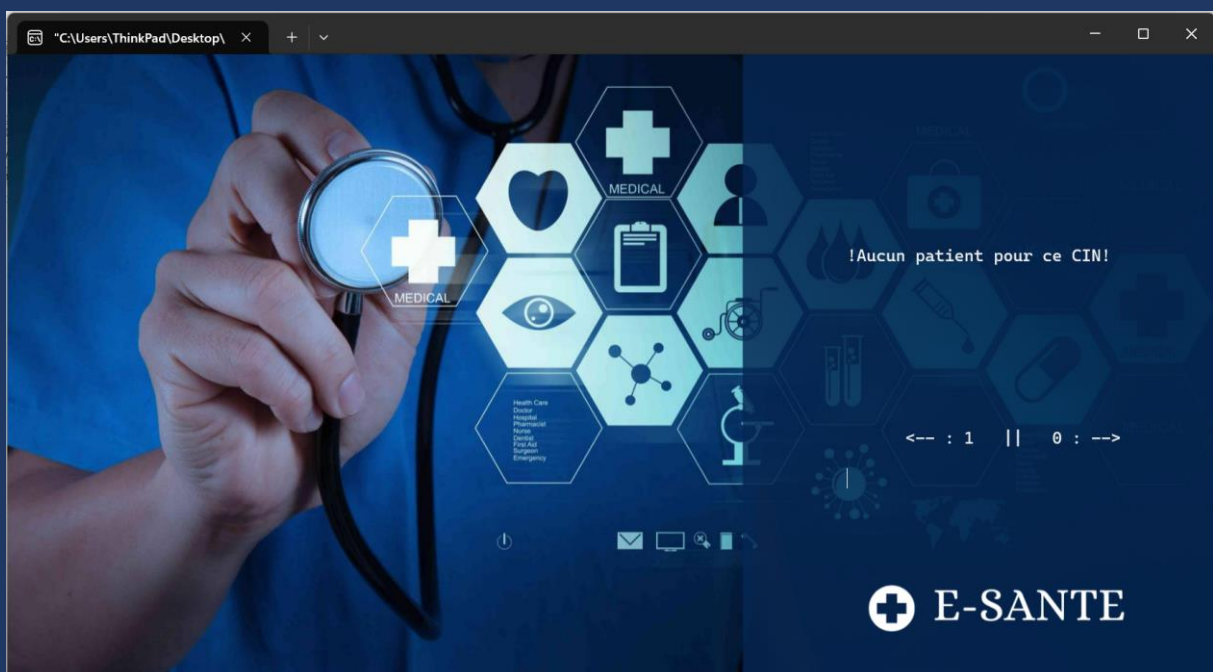 "C:\Users\ThinkPad\Desktop\
MEDICAL
MEDICAL
MEDICAL
!Aucun patient pour ce CIN!
Health Care
Doctor
Hospital
Pharmacist
Nurse
Dentist
First Aid
Surgeon
Emergency
<-- : 1 || 0 : -->
E-SANTE